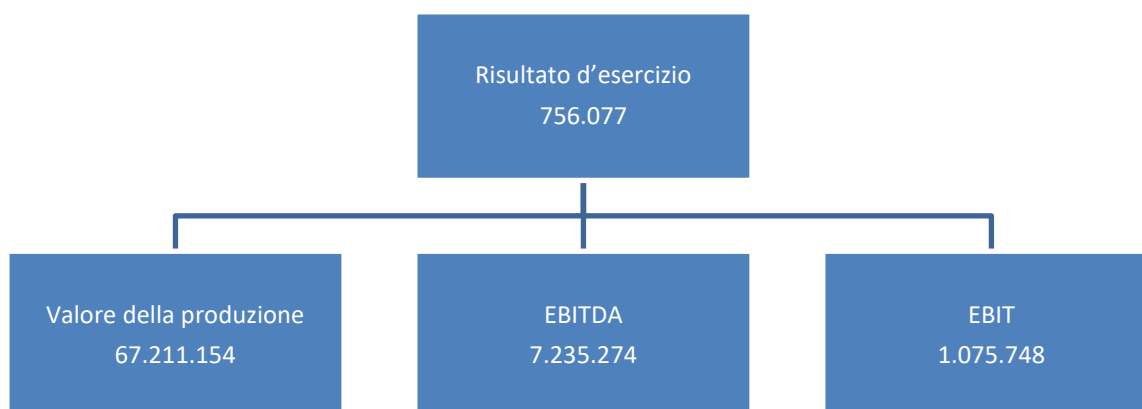 Risultato d’esercizio
756.077
Valore della produzione
67.211.154
EBITDA
7.235.274
EBIT
1.075.748